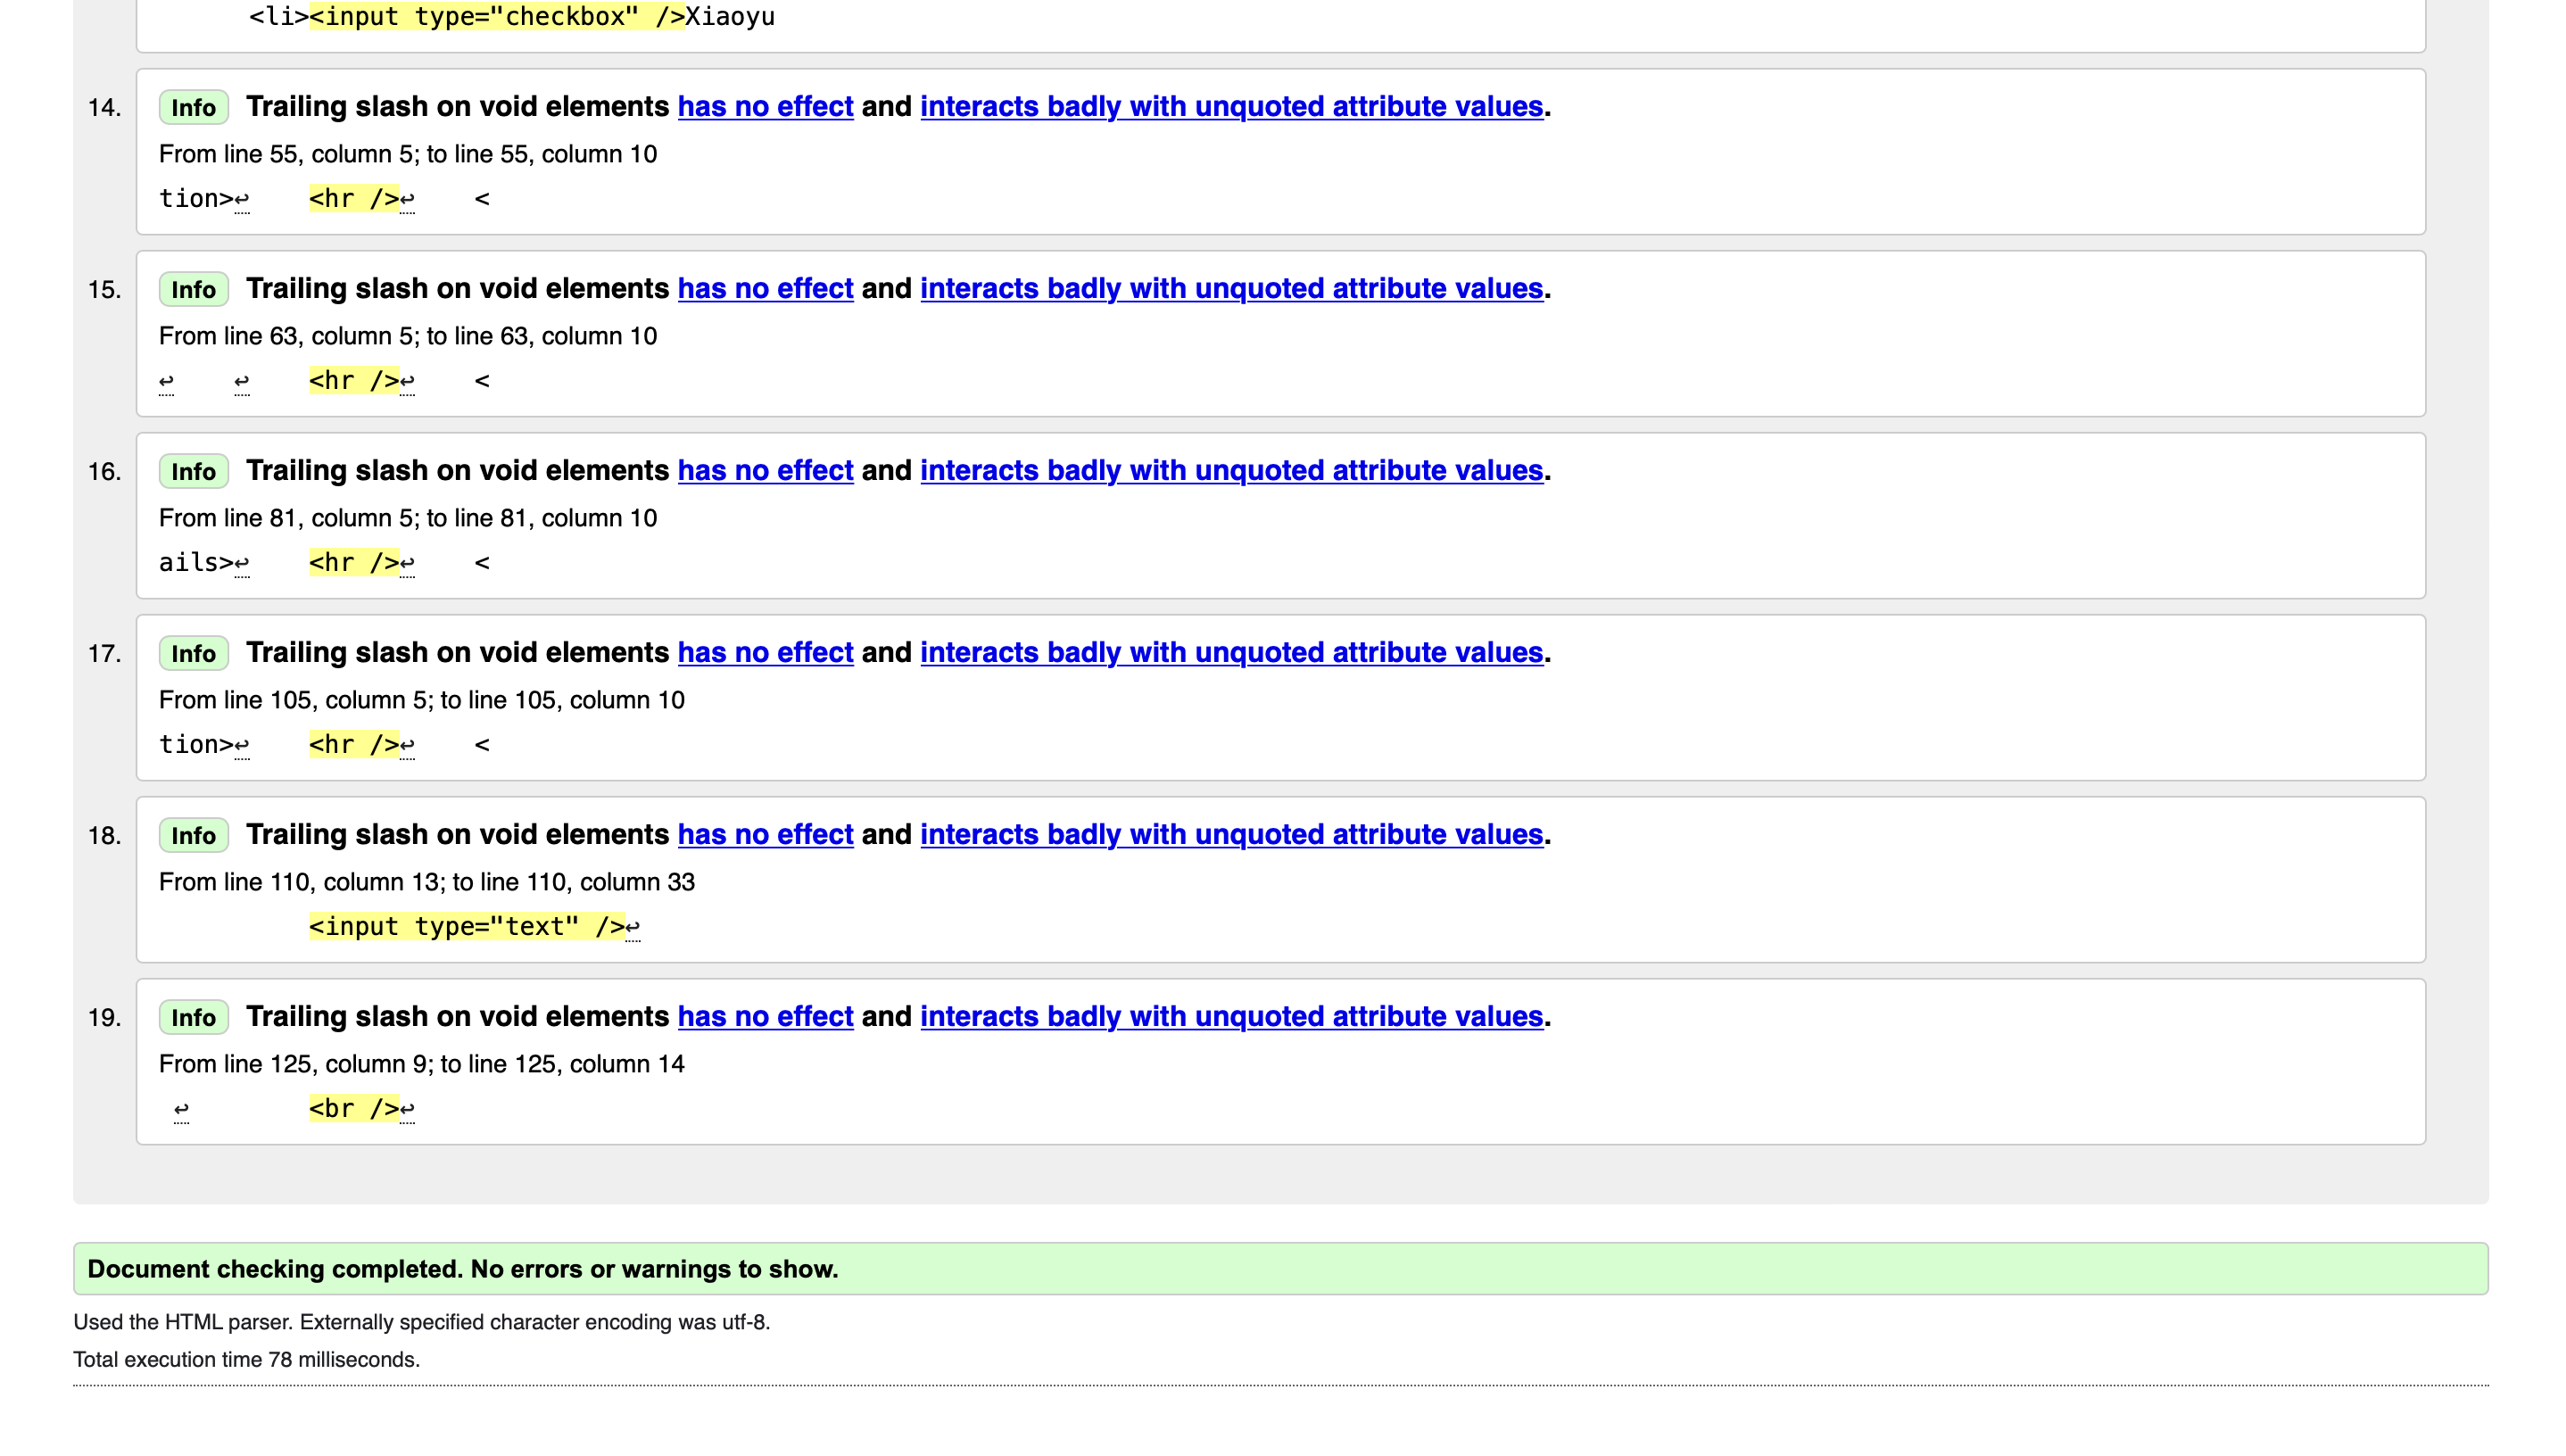 <li><input type="checkbox" />Xiaoyu
14. Info Trailing slash on void elements has no effect and interacts badly with unquoted attribute values.
From line 55, column 5; to line 55, column 10
tion>↩    <hr />↩    <
15. Info Trailing slash on void elements has no effect and interacts badly with unquoted attribute values.
From line 63, column 5; to line 63, column 10
↩    ↩    <hr />↩    <
16. Info Trailing slash on void elements has no effect and interacts badly with unquoted attribute values.
From line 81, column 5; to line 81, column 10
ails>↩    <hr />↩    <
17. Info Trailing slash on void elements has no effect and interacts badly with unquoted attribute values.
From line 105, column 5; to line 105, column 10
tion>↩    <hr />↩    <
18. Info Trailing slash on void elements has no effect and interacts badly with unquoted attribute values.
From line 110, column 13; to line 110, column 33
<input type="text" />↩
19. Info Trailing slash on void elements has no effect and interacts badly with unquoted attribute values.
From line 125, column 9; to line 125, column 14
↩        <br />↩
Document checking completed. No errors or warnings to show.
Used the HTML parser. Externally specified character encoding was utf-8.
Total execution time 78 milliseconds.